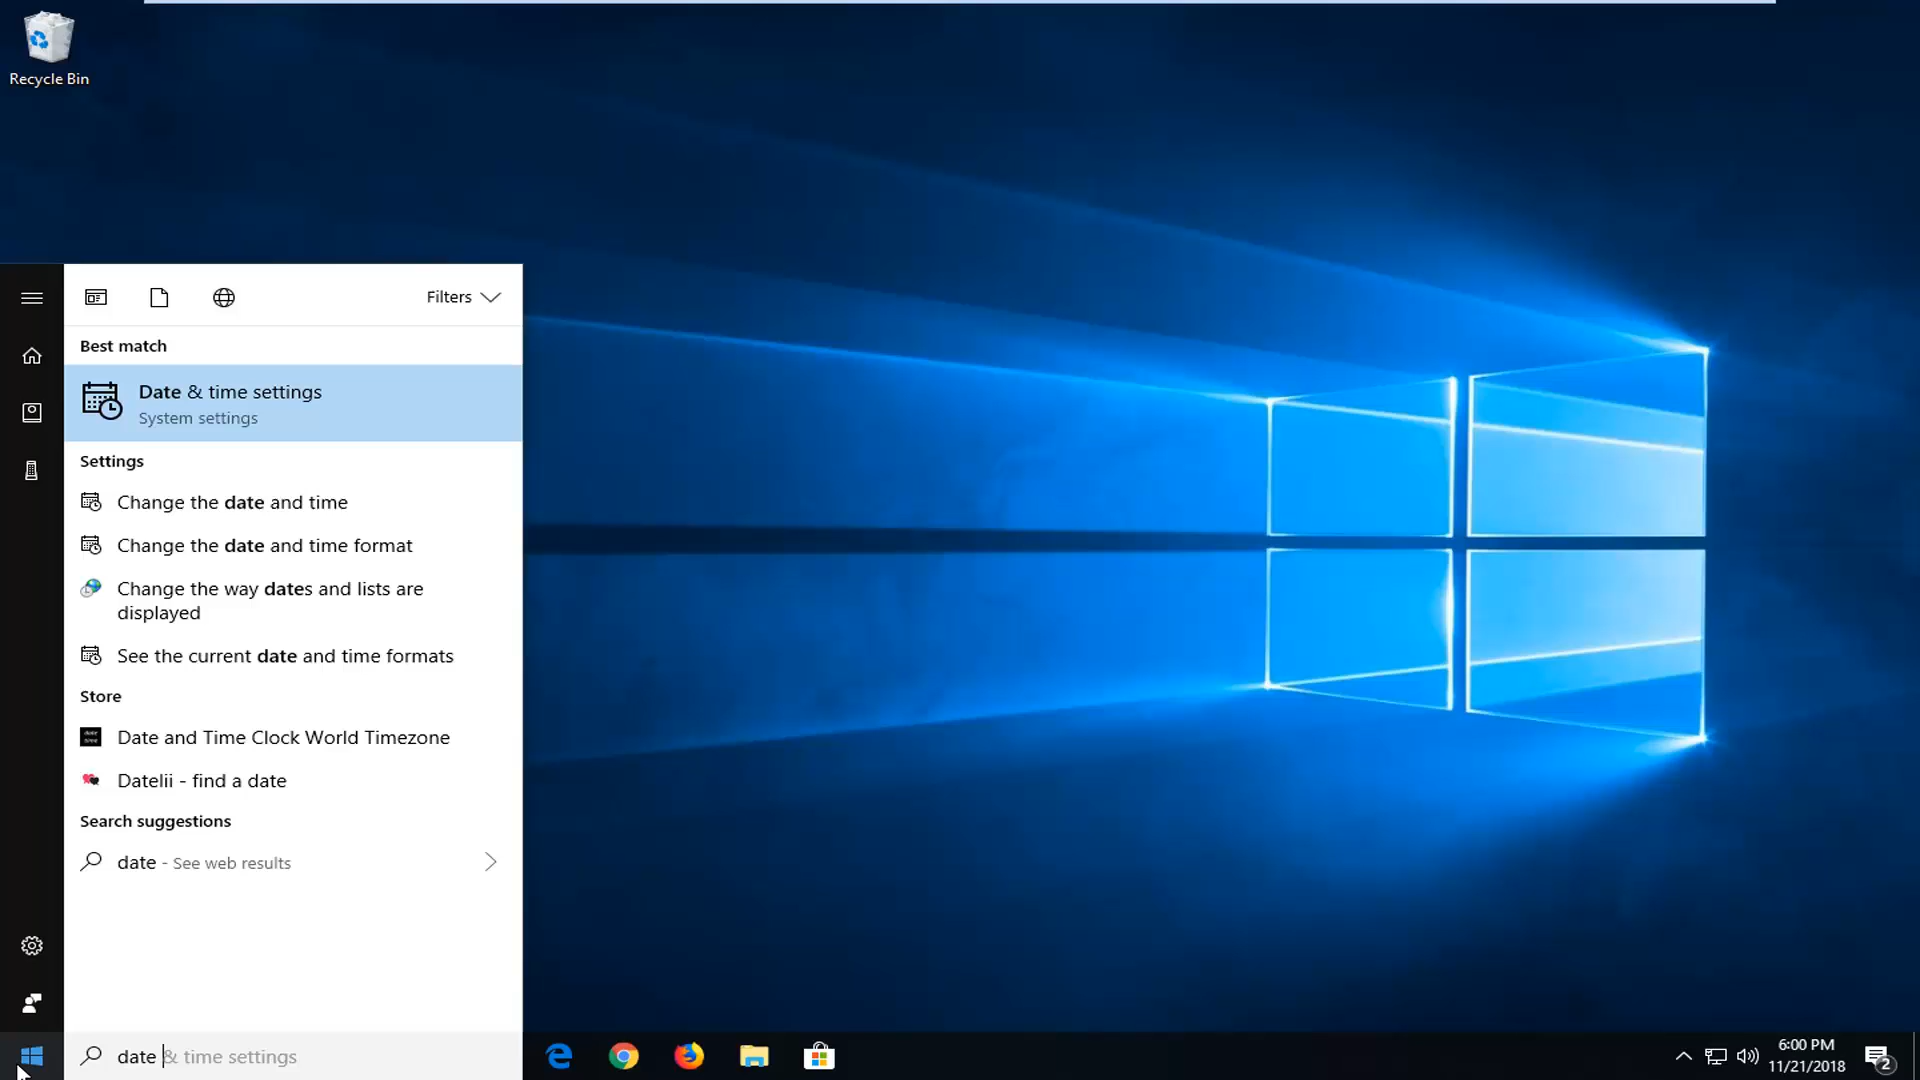 Recycle Bin
Filters
Best match
Date & time settings
System settings
Settings
Change the date and time
Change the date and time format
Change the way dates and lists are
displayed
See the current date and time formats
Store
Date and Time Clock World Timezone
Datelii - find a date
Search suggestions
date - See web results
date & time settings
6:00 PM
11/21/2018
2